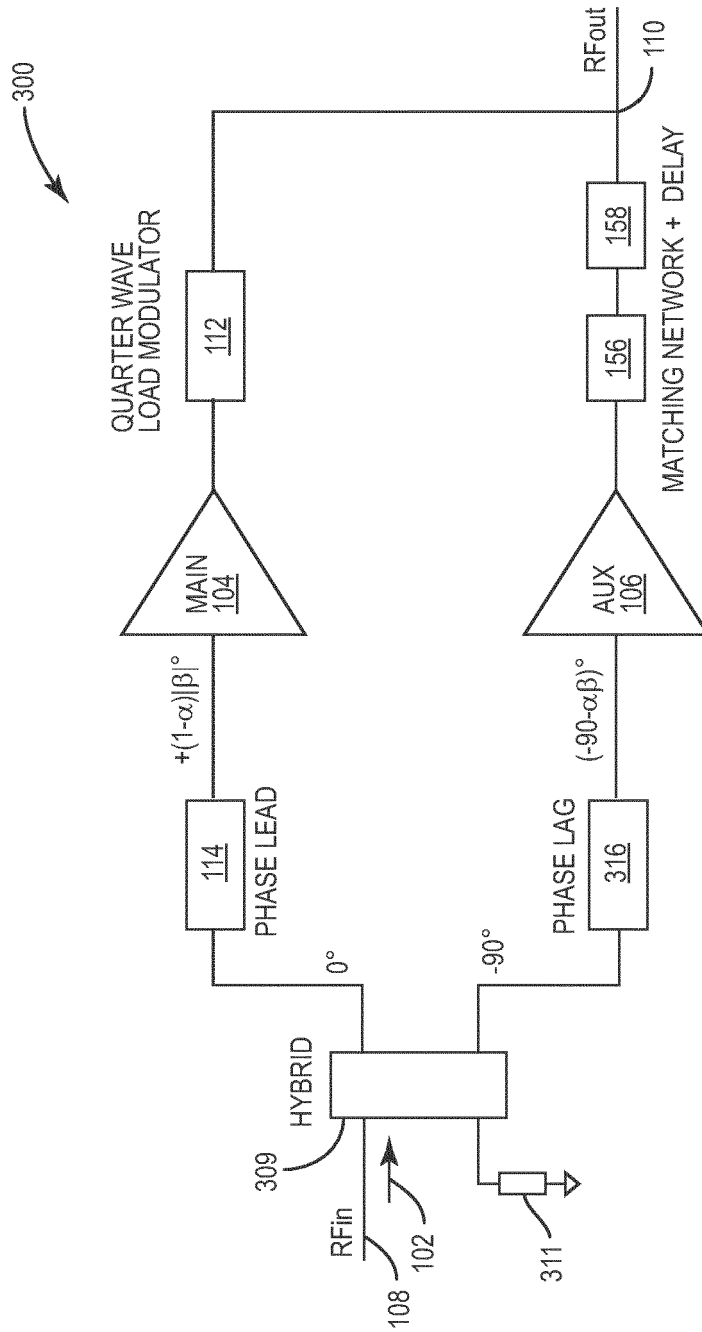 300
QUARTER WAVE
LOAD MODULATOR
112
MAIN
104
+(1-α)|β|°
114
PHASE LEAD
0°
HYBRID
309
RFin
102
108
311
-90°
PHASE LAG
316
(-90-αβ)°
AUX
106
156
158
MATCHING NETWORK + DELAY
RFout
110